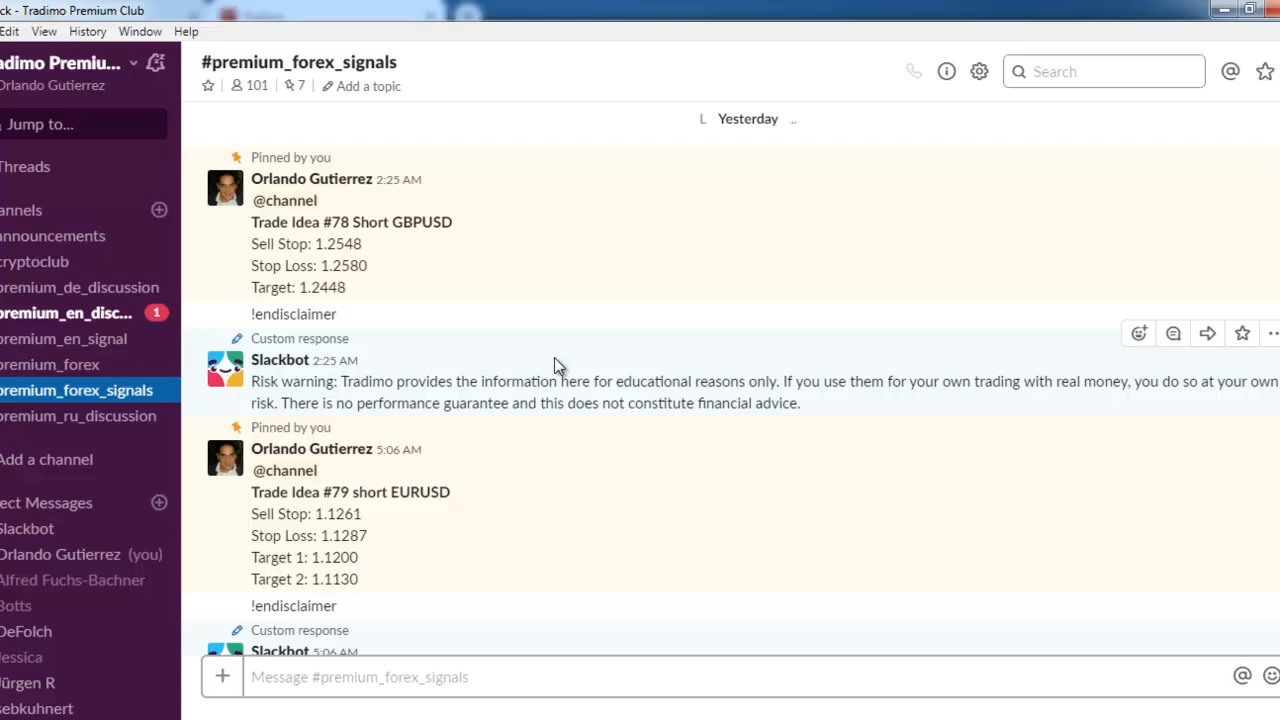 ck - Tradimo Premium Club
Edit View History Window Help
adimo Premiu...
Orlando Gutierrez
Jump to...
Threads
annels
announcements
cryptoclub
premium_de_discussion
premium_en_disc... 1
premium_en_signal
premium_forex
premium_forex_signals
premium_ru_discussion
Add a channel
ect Messages
Slackbot
Orlando Gutierrez (you)
Alfred Fuchs-Bachner
Botts
DeFolch
Jessica
Jürgen R
sebkuhnert
#premium_forex_signals
101 7 Add a topic
Search
Yesterday
Pinned by you
Orlando Gutierrez 2:25 AM
@channel
Trade Idea #78 Short GBPUSD
Sell Stop: 1.2548
Stop Loss: 1.2580
Target: 1.2448
!endisclaimer
Custom response
Slackbot 2:25 AM
Risk warning: Tradimo provides the information here for educational reasons only. If you use them for your own trading with real money, you do so at your own
risk. There is no performance guarantee and this does not constitute financial advice.
Pinned by you
Orlando Gutierrez 5:06 AM
@channel
Trade Idea #79 short EURUSD
Sell Stop: 1.1261
Stop Loss: 1.1287
Target 1: 1.1200
Target 2: 1.1130
!endisclaimer
Custom response
Slackbot 5:06 AM
Message #premium_forex_signals